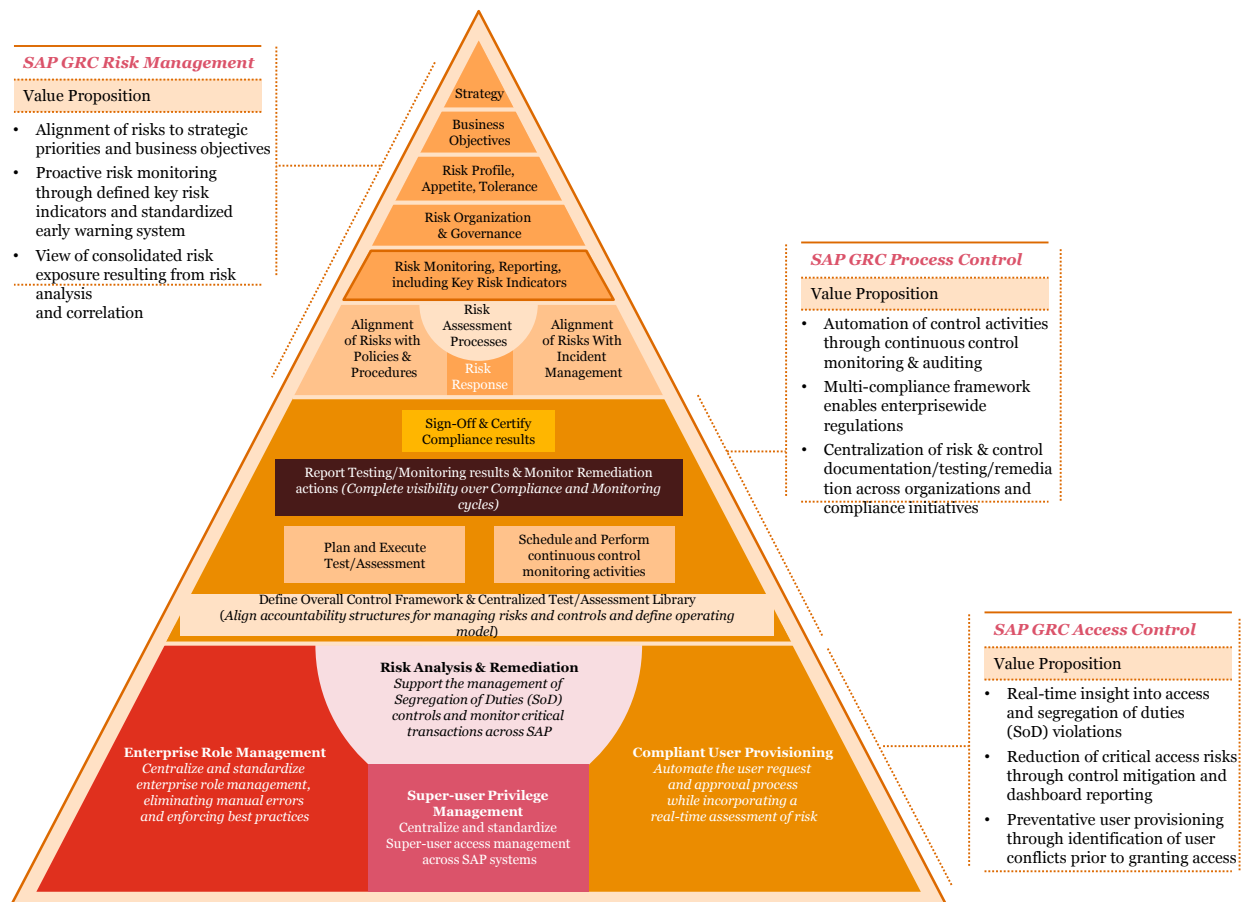 SAP GRC Risk Management
Value Proposition
• Alignment of risks to strategic
priorities and business objectives
• Proactive risk monitoring
through defined key risk
indicators and standardized
early warning system
• View of consolidated risk
exposure resulting from risk
analysis
and correlation
Strategy
Business
Objectives
Risk Profile,
Appetite, Tolerance
Risk Organization
& Governance
Risk Monitoring, Reporting,
including Key Risk Indicators
Alignment
of Risks with
Policies &
Procedures
Risk
Assessment
Processes
Risk
Response
Alignment
of Risks With
Incident
Management
SAP GRC Process Control
Value Proposition
• Automation of control activities
through continuous control
monitoring & auditing
• Multi-compliance framework
enables enterprisewide
regulations
• Centralization of risk & control
documentation/testing/remedia
tion across organizations and
compliance initiatives
Sign-Off & Certify
Compliance results
Report Testing/Monitoring results & Monitor Remediation
actions (Complete visibility over Compliance and Monitoring
cycles)
Plan and Execute
Test/Assessment
Schedule and Perform
continuous control
monitoring activities
Define Overall Control Framework & Centralized Test/Assessment Library
(Align accountability structures for managing risks and controls and define operating
model)
SAP GRC Access Control
Value Proposition
• Real-time insight into access
and segregation of duties
(SoD) violations
• Reduction of critical access risks
through control mitigation and
dashboard reporting
• Preventative user provisioning
through identification of user
conflicts prior to granting access
Risk Analysis & Remediation
Support the management of
Segregation of Duties (SoD)
controls and monitor critical
transactions across SAP
Enterprise Role Management
Centralize and standardize
enterprise role management,
eliminating manual errors
and enforcing best practices
Super-user Privilege
Management
Centralize and standardize
Super-user access management
across SAP systems
Compliant User Provisioning
Automate the user request
and approval process
while incorporating a
real-time assessment of risk